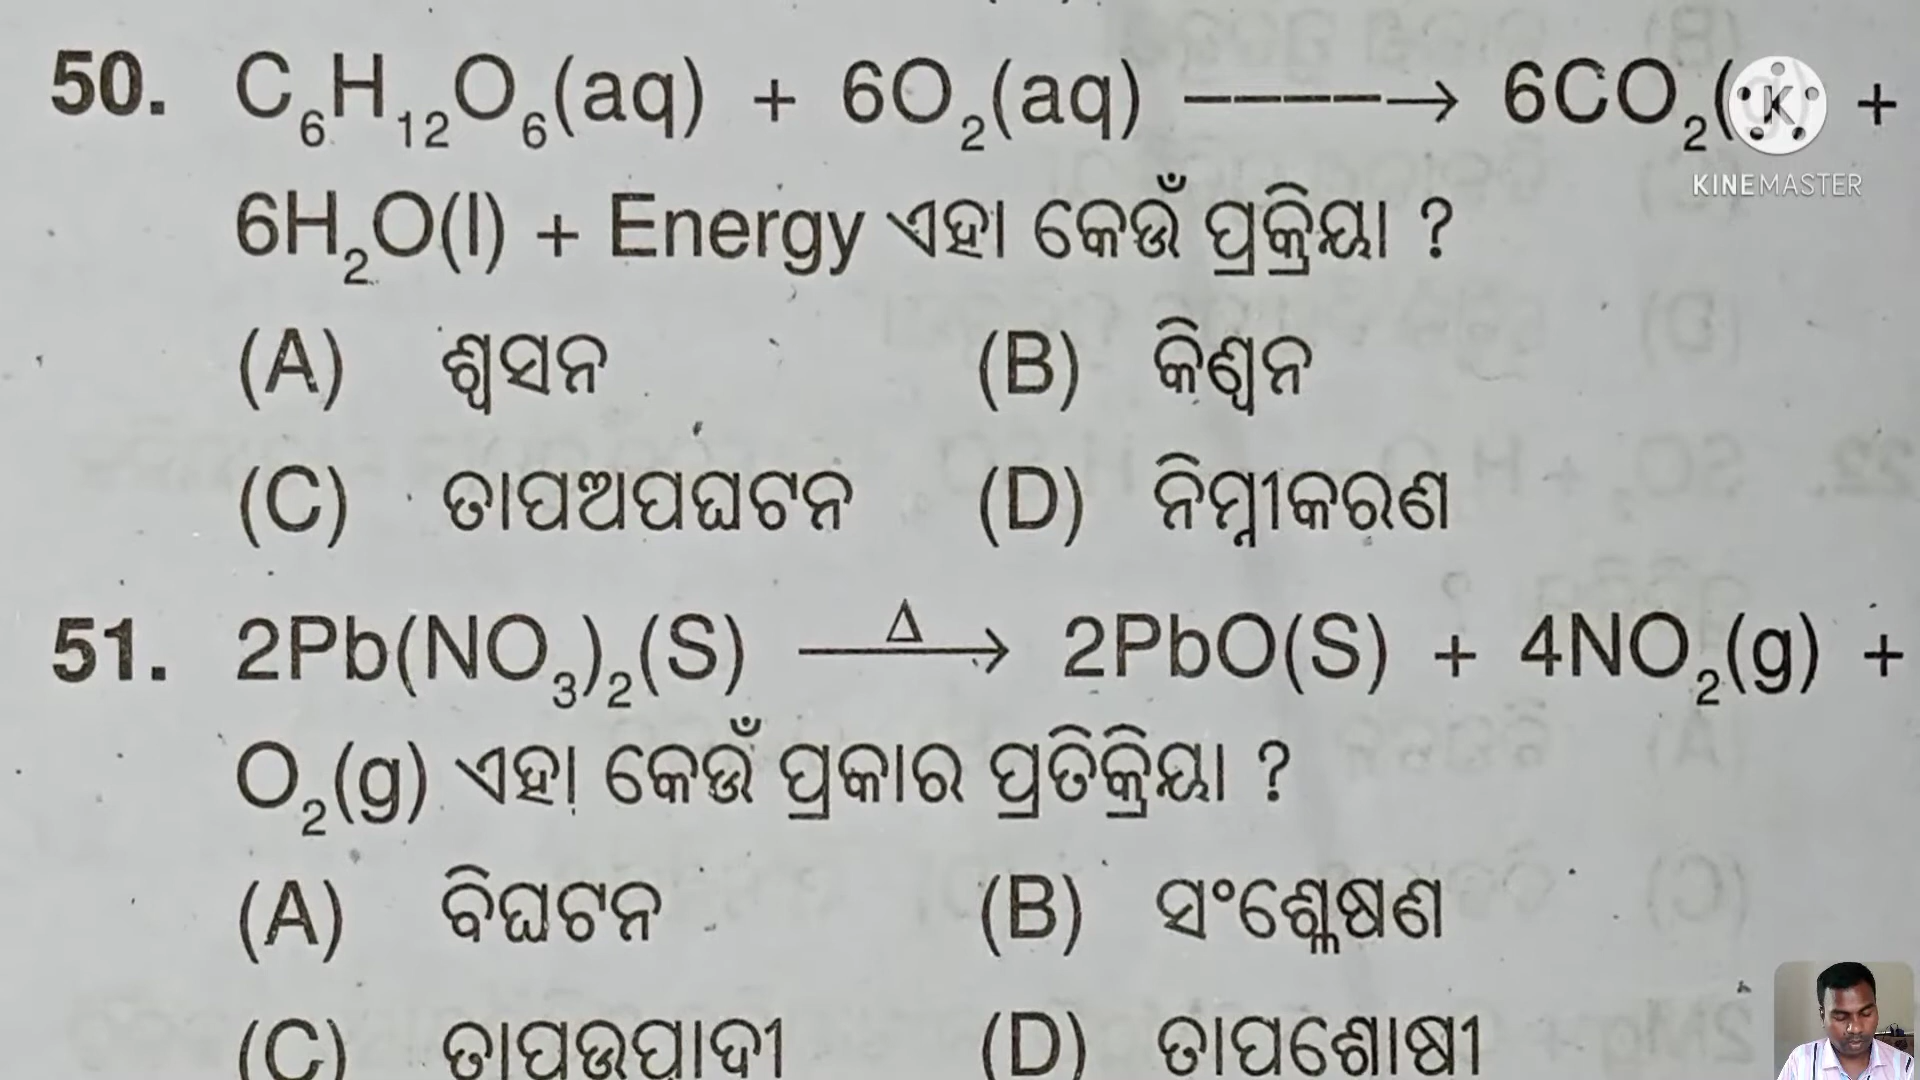 50. C₆H₁₂O₆(aq) + 6O₂(aq) -----→ 6CO₂(g) +
KINEMASTER
6H₂O(l) + Energy ଏହା କେଉଁ ପ୍ରକ୍ରିୟା ?
(A) ଶ୍ୱସନ (B) କିଣ୍ୱନ
(C) ତାପଅପଘଟନ (D) ନିମ୍ନୀକରଣ
51. 2Pb(NO₃)₂(S) —Δ→ 2PbO(S) + 4NO₂(g) +
O₂(g) ଏହା କେଉଁ ପ୍ରକାର ପ୍ରତିକ୍ରିୟା ?
(A) ବିଘଟନ (B) ସଂଶ୍ଳେଷଣ
(C) ତାପଉତ୍ପାଦୀ (D) ତାପଶୋଷୀ